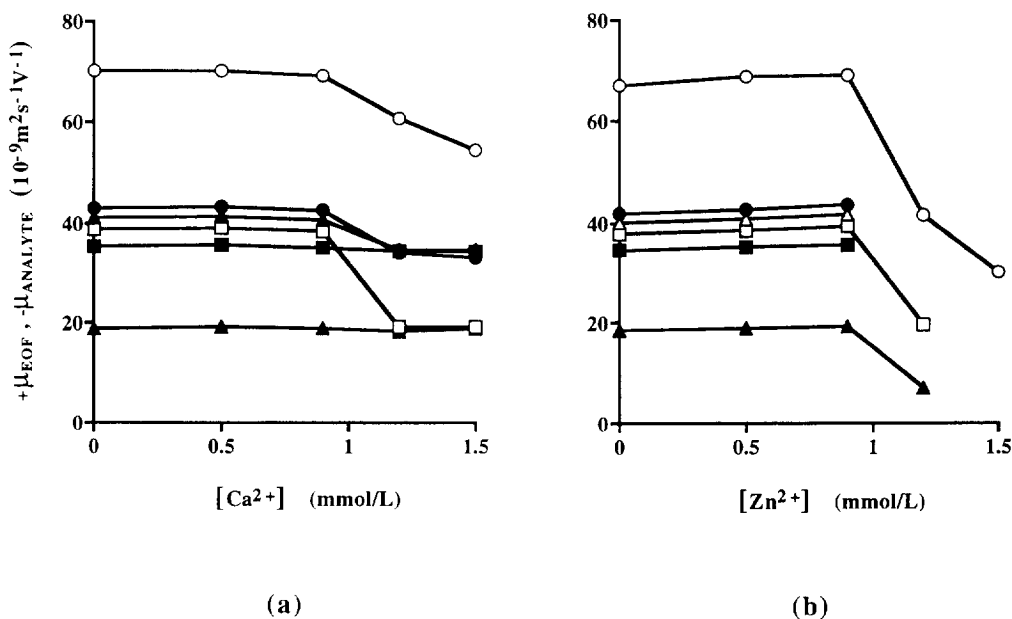 +μEOF , -μANALYTE (10⁻⁹m²s⁻¹V⁻¹)
80
60
40
20
0
0 0.5 1 1.5
[Ca²⁺] (mmol/L)
(a)
80
60
40
20
0
0 0.5 1 1.5
[Zn²⁺] (mmol/L)
(b)